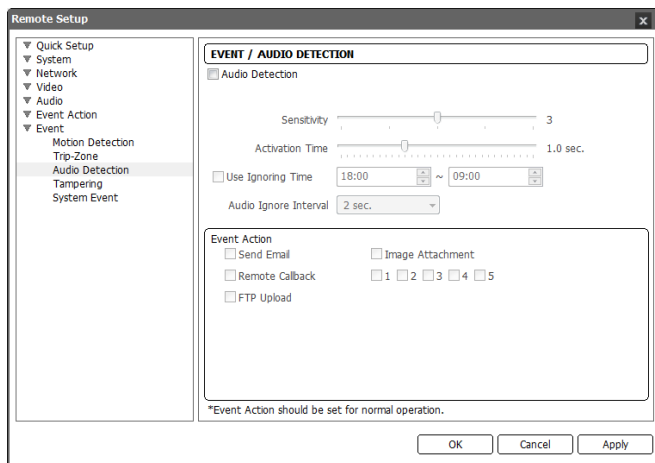 Remote Setup
x
Quick Setup
System
Network
Video
Audio
Event Action
Event
Motion Detection
Trip-Zone
Audio Detection
Tampering
System Event
EVENT / AUDIO DETECTION
Audio Detection
Sensitivity 3
Activation Time 1.0 sec.
Use Ignoring Time 18:00 ~ 09:00
Audio Ignore Interval 2 sec.
Event Action
Send Email Image Attachment
Remote Callback 1 2 3 4 5
FTP Upload
*Event Action should be set for normal operation.
OK Cancel Apply